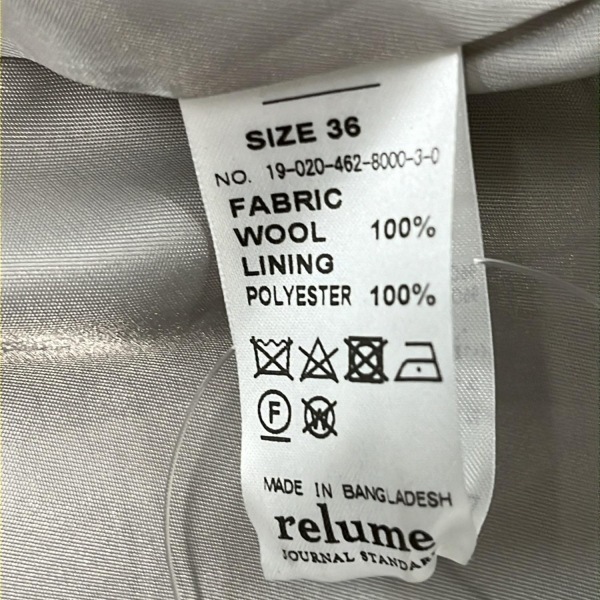 SIZE 36
NO. 19-020-462-8000-3-0
FABRIC
WOOL 100%
LINING
POLYESTER 100%
F
W
MADE IN BANGLADESH
relume
JOURNAL STANDAR